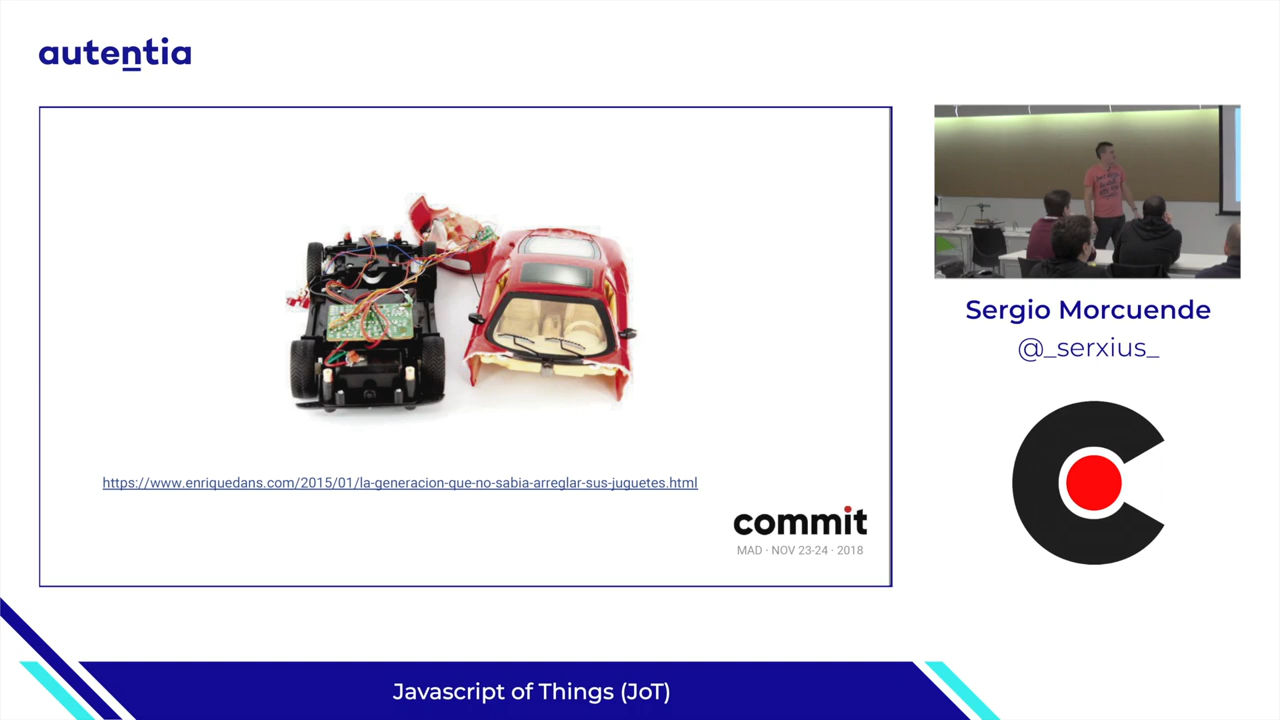 autentia
https://www.enriquedans.com/2015/01/la-generacion-que-no-sabia-arreglar-sus-juguetes.html
commit
MAD · NOV 23-24 · 2018
Sergio Morcuende
@_serxius_
Javascript of Things (JoT)